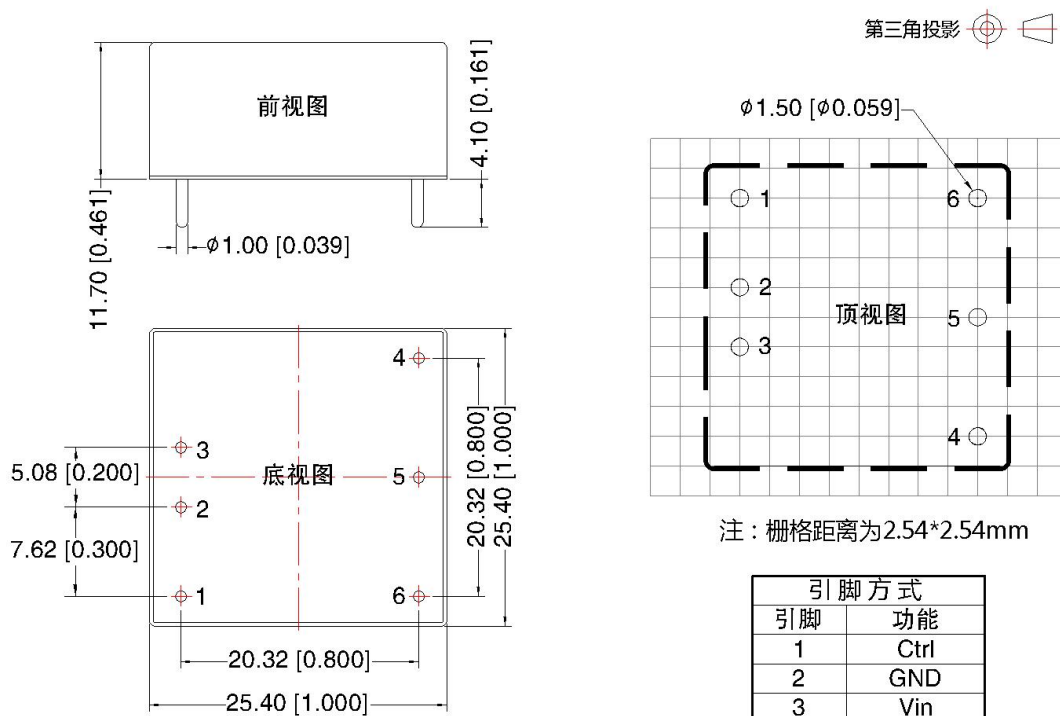 第三角投影
前视图
11.70 [0.461]
4.10 [0.161]
φ1.00 [0.039]
φ1.50 [φ0.059]
1
6
2
顶视图
5
3
4
4
3
5.08 [0.200]
底视图
5
2
7.62 [0.300]
1
6
20.32 [0.800]
25.40 [1.000]
20.32 [0.800]
25.40 [1.000]
注：栅格距离为2.54*2.54mm
引脚方式
引脚 功能
1 Ctrl
2 GND
3 Vin